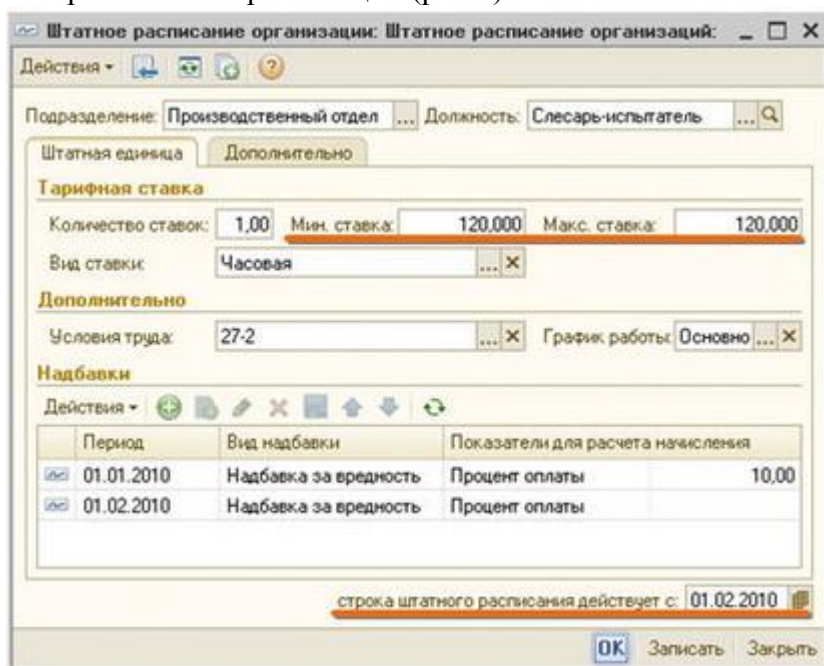 Штатное расписание организации: Штатное расписание организаций:
Действия
Подразделение: Производственный отдел ... Должность: Слесарь-испытатель ...
Штатная единица Дополнительно
Тарифная ставка
Количество ставок: 1,00 Мин. ставка: 120,000 Макс. ставка: 120,000
Вид ставки: Часовая ...
Дополнительно
Условия труда: 27-2 ... График работы: Основно ...
Надбавки
Действия
Период Вид надбавки Показатели для расчета начисления
01.01.2010 Надбавка за вредность Процент оплаты 10,00
01.02.2010 Надбавка за вредность Процент оплаты
строка штатного расписания действует с: 01.02.2010
OK Записать Закрыть